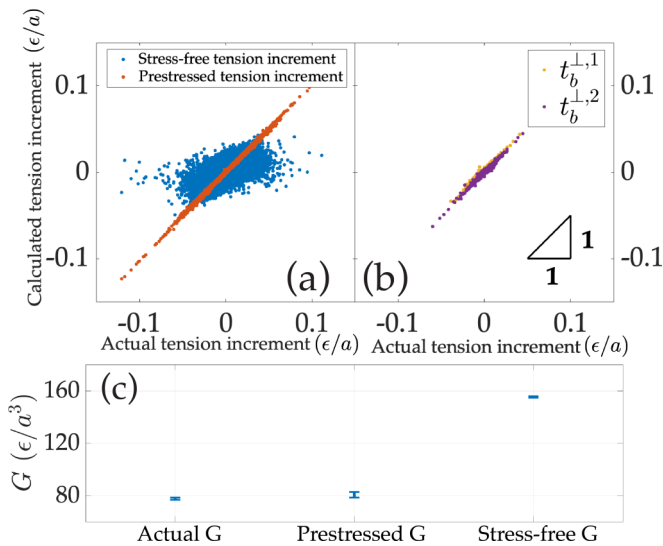 Calculated tension increment (ϵ/a)
0.1
0
-0.1
Stress-free tension increment
Prestressed tension increment
(a)
-0.1 0 0.1
Actual tension increment (ϵ/a)
t_b^{⊥,1}
t_b^{⊥,2}
0.1
0
-0.1
1
1
(b)
-0.1 0 0.1
Actual tension increment (ϵ/a)
(c)
G (ϵ/a³)
160
120
80
Actual G Prestressed G Stress-free G